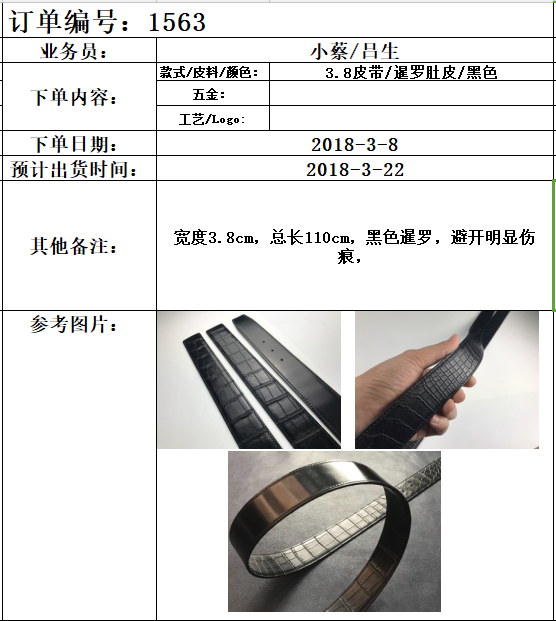 订单编号：1563
业务员：
小蔡/吕生
下单内容：
款式/皮料/颜色：
3.8皮带/暹罗肚皮/黑色
五金：
工艺/Logo:
下单日期：
2018-3-8
预计出货时间：
2018-3-22
其他备注：
宽度3.8cm，总长110cm，黑色暹罗，避开明显伤
痕，
参考图片：